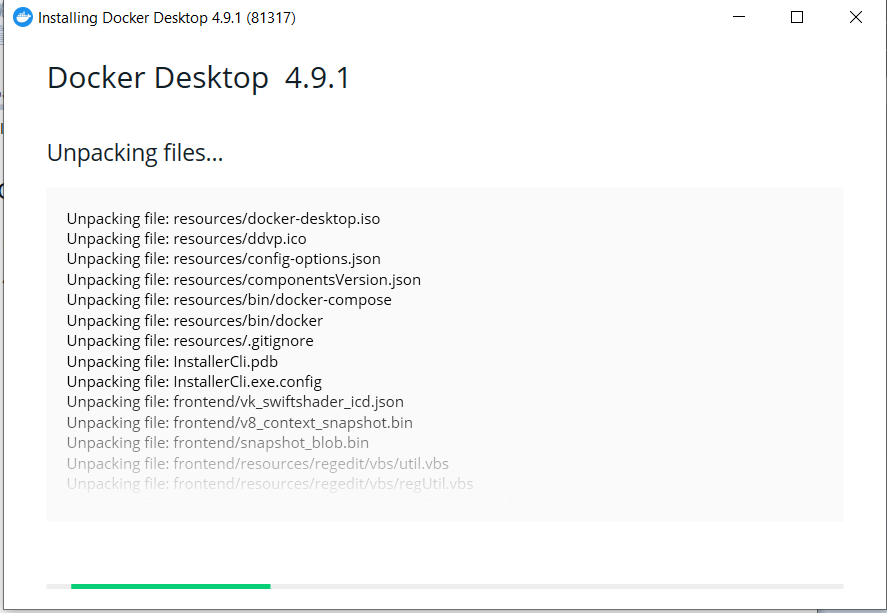 Installing Docker Desktop 4.9.1 (81317)
Docker Desktop 4.9.1
Unpacking files...
Unpacking file: resources/docker-desktop.iso
Unpacking file: resources/ddvp.ico
Unpacking file: resources/config-options.json
Unpacking file: resources/componentsVersion.json
Unpacking file: resources/bin/docker-compose
Unpacking file: resources/bin/docker
Unpacking file: resources/.gitignore
Unpacking file: InstallerCli.pdb
Unpacking file: InstallerCli.exe.config
Unpacking file: frontend/vk_swiftshader_icd.json
Unpacking file: frontend/v8_context_snapshot.bin
Unpacking file: frontend/snapshot_blob.bin
Unpacking file: frontend/resources/regedit/vbs/util.vbs
Unpacking file: frontend/resources/regedit/vbs/regUtil.vbs